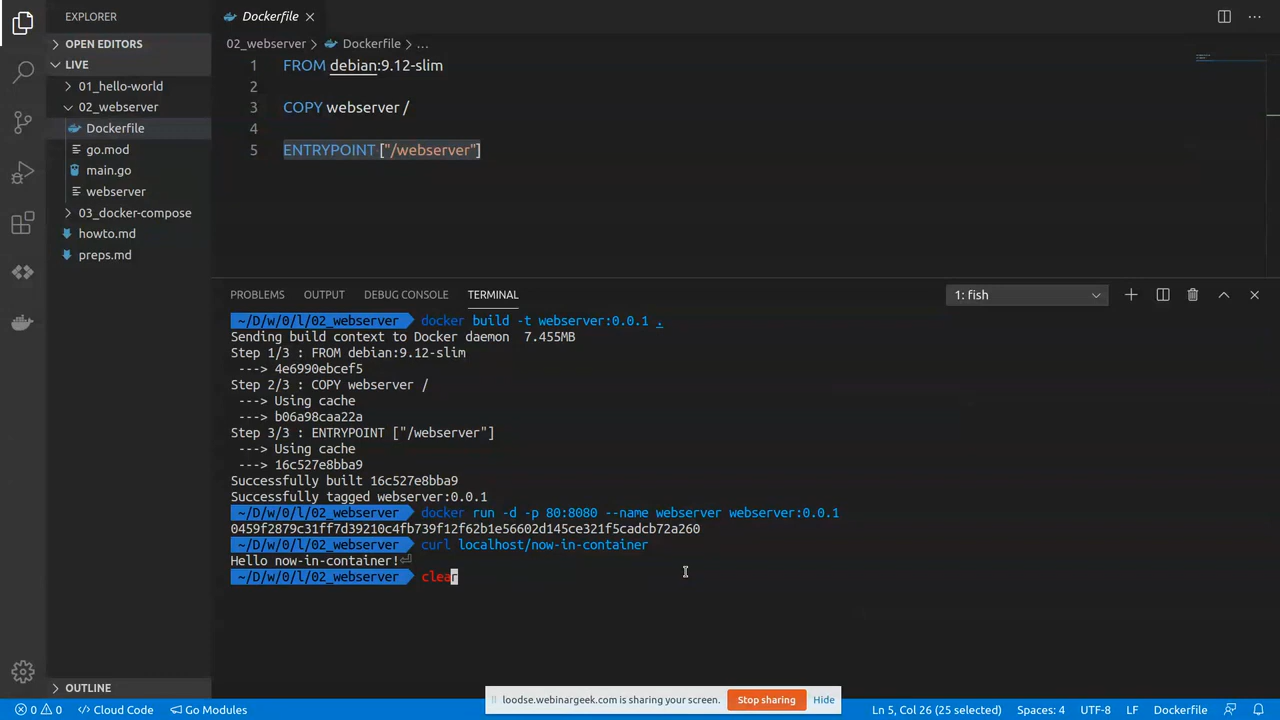 EXPLORER
Dockerfile
OPEN EDITORS
02_webserver
Dockerfile
...
LIVE
01_hello-world
02_webserver
Dockerfile
go.mod
main.go
webserver
03_docker-compose
howto.md
preps.md
1 FROM debian:9.12-slim
2
3 COPY webserver /
4
5 ENTRYPOINT ["/webserver"]
PROBLEMS OUTPUT DEBUG CONSOLE TERMINAL 1: fish
~/D/w/0/l/02_webserver docker build -t webserver:0.0.1 .
Sending build context to Docker daemon 7.455MB
Step 1/3 : FROM debian:9.12-slim
---> 4e6990ebcef5
Step 2/3 : COPY webserver /
---> Using cache
---> b06a98caa22a
Step 3/3 : ENTRYPOINT ["/webserver"]
---> Using cache
---> 16c527e8bba9
Successfully built 16c527e8bba9
Successfully tagged webserver:0.0.1
~/D/w/0/l/02_webserver docker run -d -p 80:8080 --name webserver webserver:0.0.1
0459f2879c31ff7d39210c4fb739f12f62b1e56602d145ce321f5cadcb72a260
~/D/w/0/l/02_webserver curl localhost/now-in-container
Hello now-in-container!⏎
~/D/w/0/l/02_webserver clear
OUTLINE
loodse.webinargeek.com is sharing your screen. Stop sharing Hide
0 0 Cloud Code Go Modules Ln 5, Col 26 (25 selected) Spaces: 4 UTF-8 LF Dockerfile